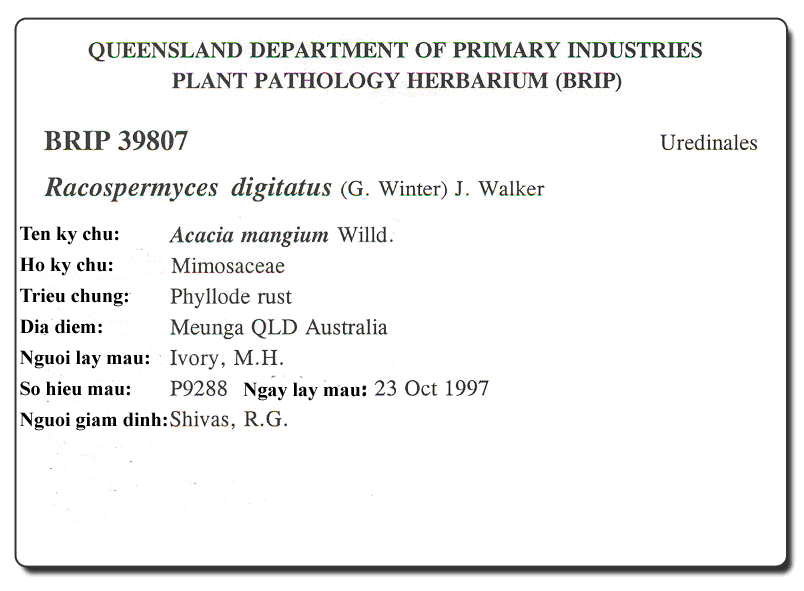 QUEENSLAND DEPARTMENT OF PRIMARY INDUSTRIES
PLANT PATHOLOGY HERBARIUM (BRIP)
BRIP 39807 Uredinales
Racospermyces digitatus (G. Winter) J. Walker
Ten ky chu: Acacia mangium Willd.
Ho ky chu: Mimosaceae
Trieu chung: Phyllode rust
Dia diem: Meunga QLD Australia
Nguoi lay mau: Ivory, M.H.
So hieu mau: P9288 Ngay lay mau: 23 Oct 1997
Nguoi giam dinh: Shivas, R.G.